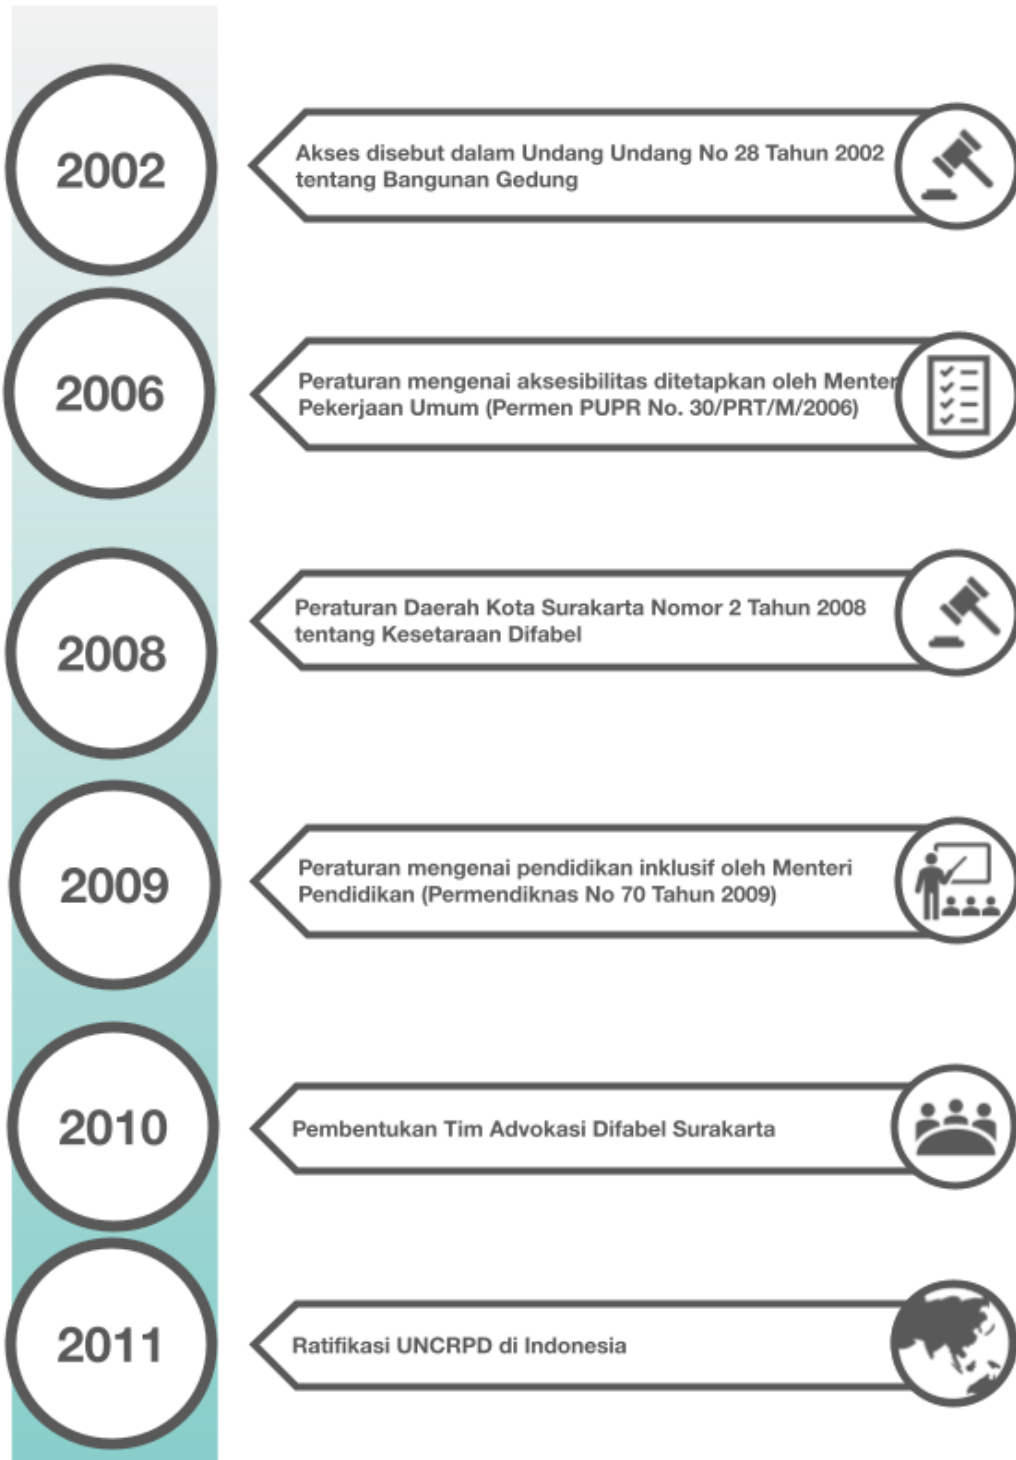 2002
Akses disebut dalam Undang Undang No 28 Tahun 2002
tentang Bangunan Gedung
2006
Peraturan mengenai aksesibilitas ditetapkan oleh Menter
Pekerjaan Umum (Permen PUPR No. 30/PRT/M/2006)
2008
Peraturan Daerah Kota Surakarta Nomor 2 Tahun 2008
tentang Kesetaraan Difabel
2009
Peraturan mengenai pendidikan inklusif oleh Menteri
Pendidikan (Permendiknas No 70 Tahun 2009)
2010
Pembentukan Tim Advokasi Difabel Surakarta
2011
Ratifikasi UNCRPD di Indonesia